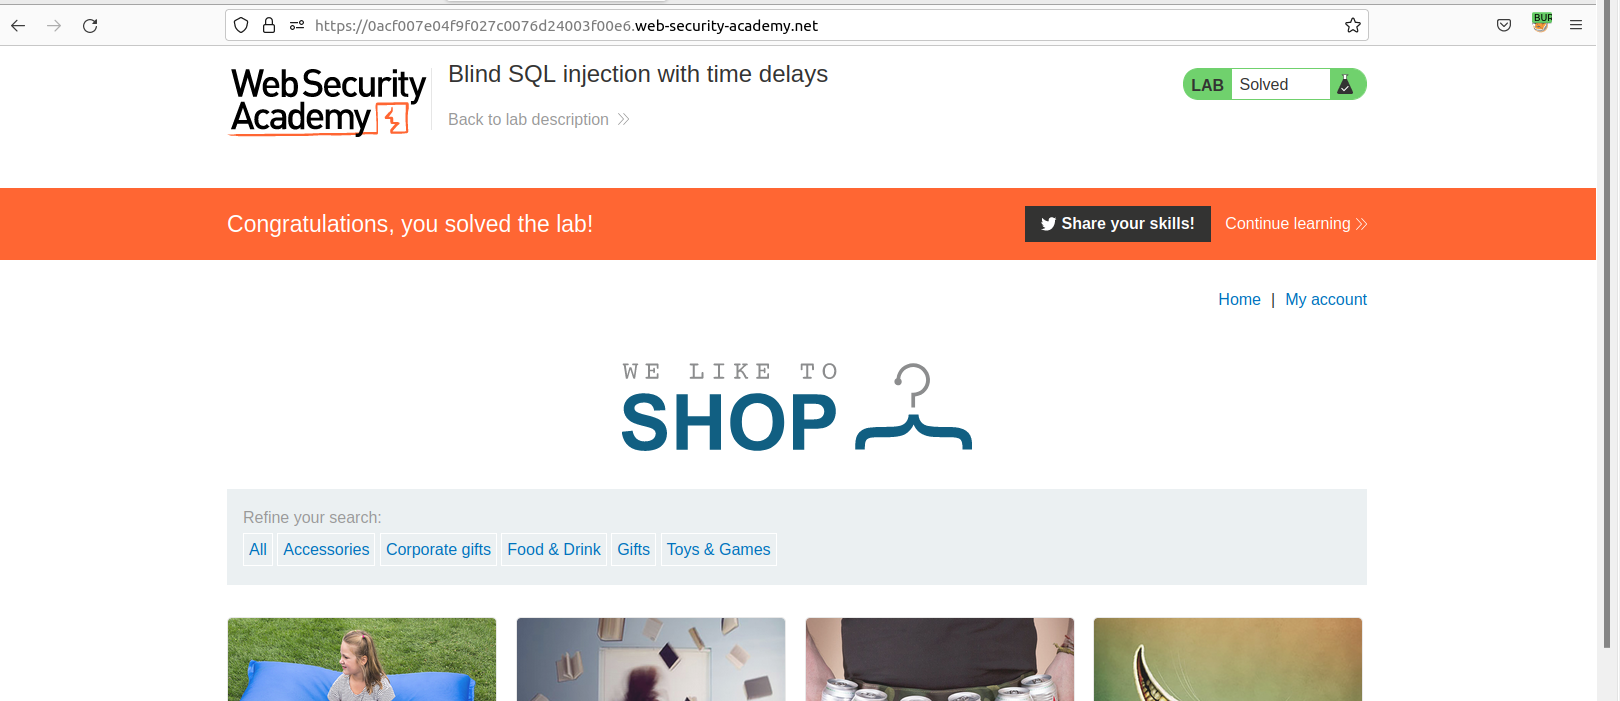 https://0acf007e04f9f027c0076d24003f00e6.web-security-academy.net
BUR
Web Security
Academy
Blind SQL injection with time delays
Back to lab description
LAB Solved
Congratulations, you solved the lab!
Share your skills!
Continue learning
Home | My account
WE LIKE TO
SHOP
Refine your search:
All Accessories Corporate gifts Food & Drink Gifts Toys & Games